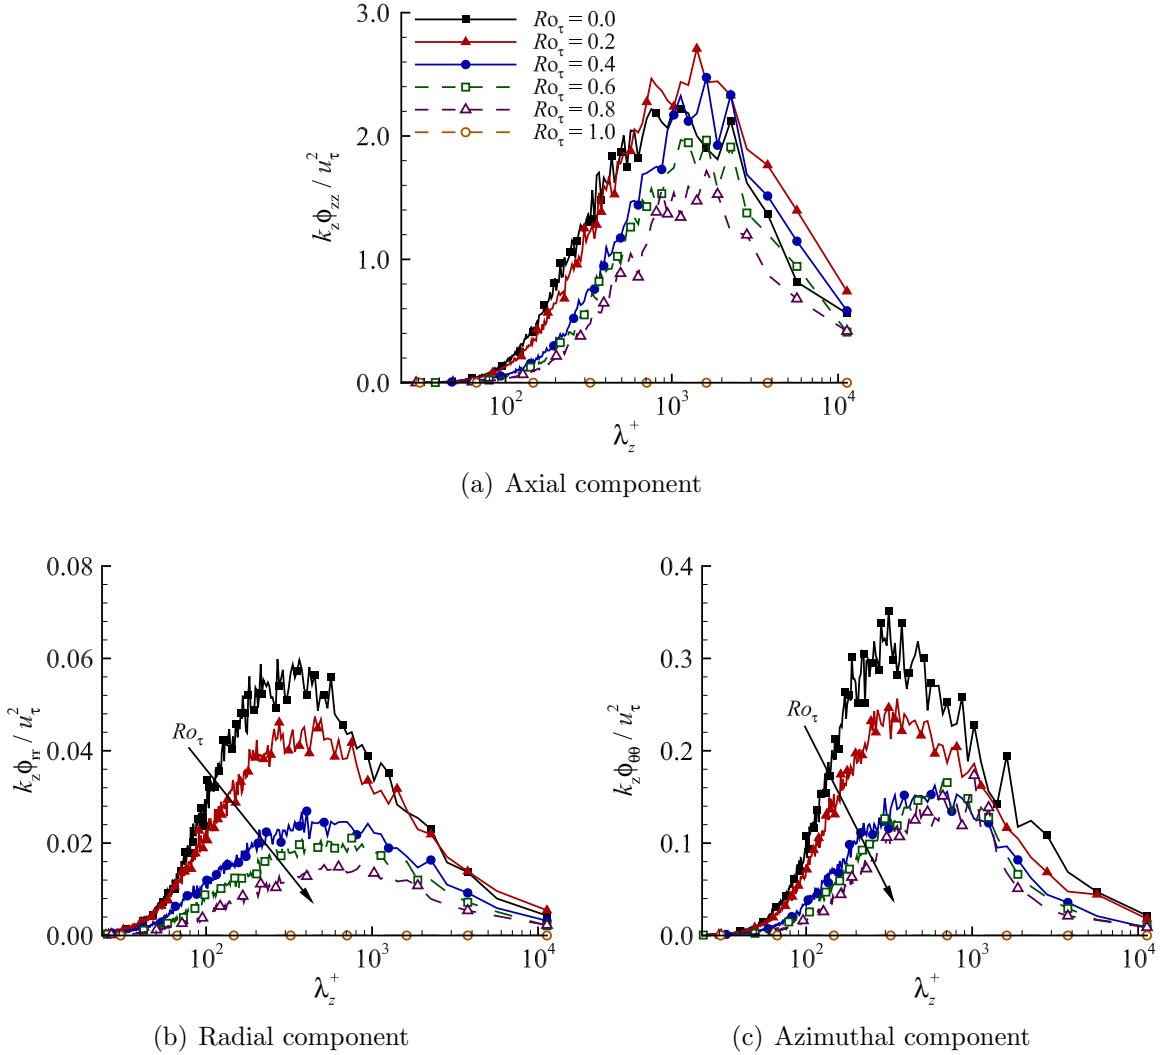 3.0
2.0
1.0
0.0
k_z ϕ_zz / u_τ^2
Ro_τ = 0.0
Ro_τ = 0.2
Ro_τ = 0.4
Ro_τ = 0.6
Ro_τ = 0.8
Ro_τ = 1.0
10^2 10^3 10^4
λ_z^+
(a) Axial component
0.08
0.06
0.04
0.02
0.00
k_z ϕ_rr / u_τ^2
Ro_τ
10^2 10^3 10^4
λ_z^+
(b) Radial component
0.4
0.3
0.2
0.1
0.0
k_z ϕ_θθ / u_τ^2
Ro_τ
10^2 10^3 10^4
λ_z^+
(c) Azimuthal component